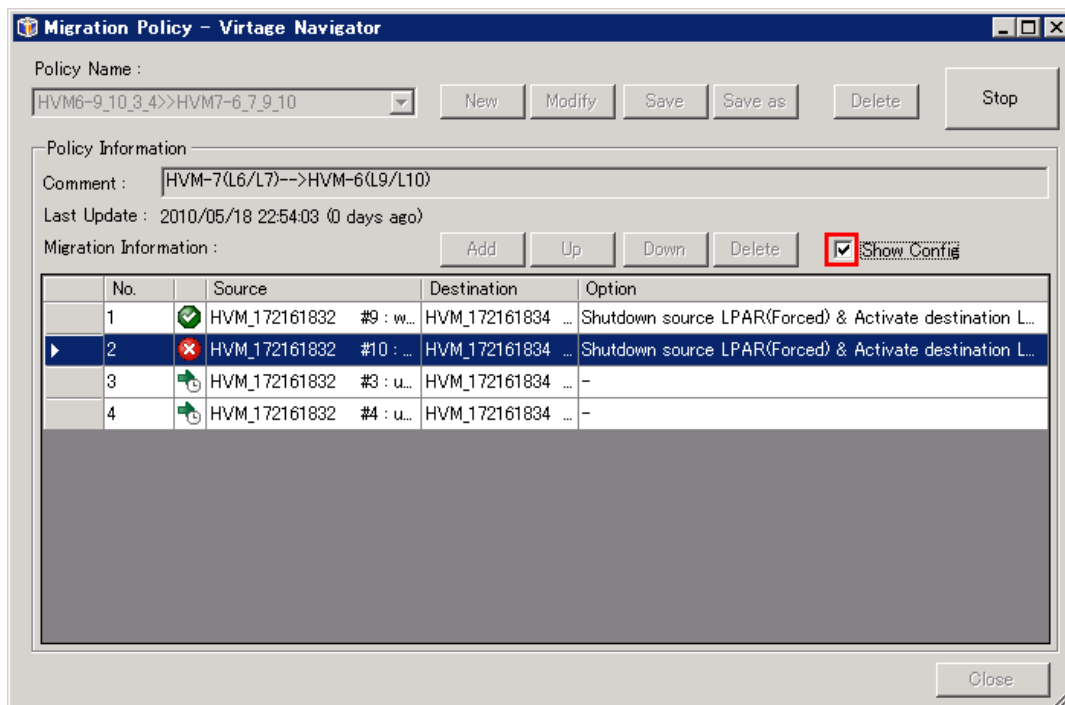 Migration Policy - Virtage Navigator
Policy Name :
HVM6-9_10_3_4>>HVM7-6_7_9_10 New Modify Save Save as Delete Stop
Policy Information
Comment : HVM-7(L6/L7)-->HVM-6(L9/L10)
Last Update : 2010/05/18 22:54:03 (0 days ago)
Migration Information : Add Up Down Delete Show Config
No. Source Destination Option
1 HVM_172161832 #9 : w... HVM_172161834 ... Shutdown source LPAR(Forced) & Activate destination L...
2 HVM_172161832 #10 : ... HVM_172161834 ... Shutdown source LPAR(Forced) & Activate destination L...
3 HVM_172161832 #3 : u... HVM_172161834 ... -
4 HVM_172161832 #4 : u... HVM_172161834 ... -
Close